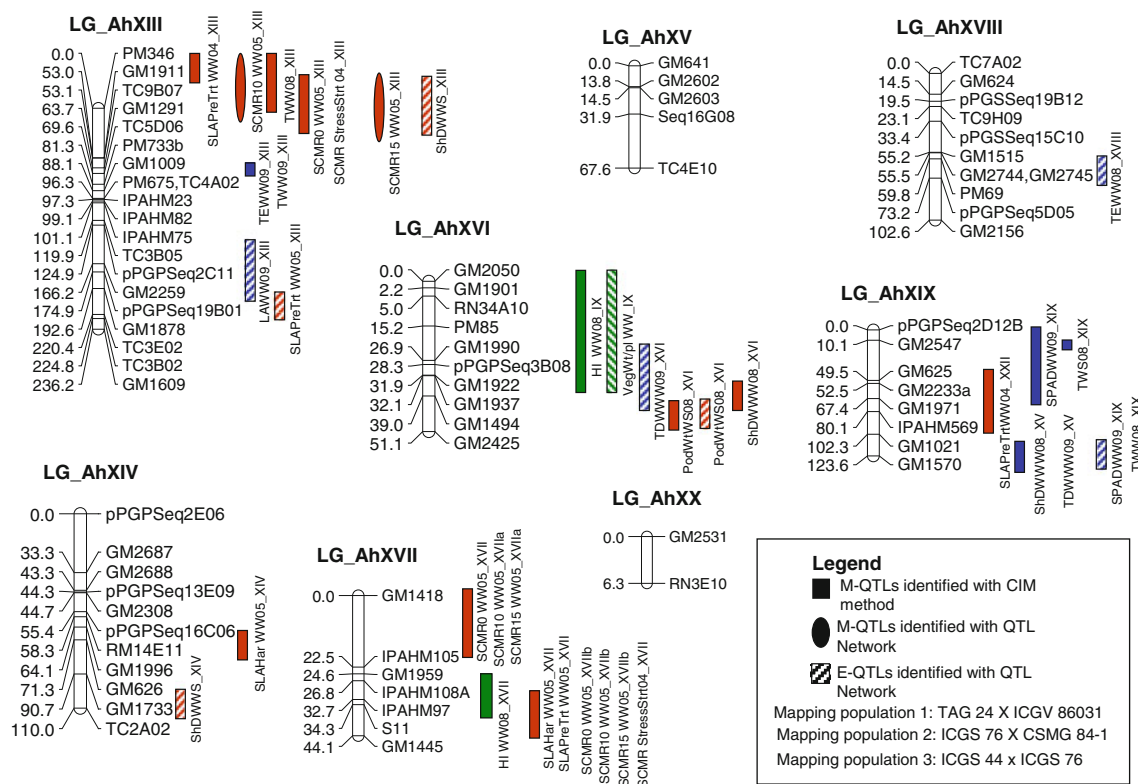 LG_AhXIII
0.0 PM346
53.0 GM1911
53.1 TC9B07
63.7 GM1291
69.6 TC5D06
81.3 PM733b
88.1 GM1009
96.3 PM675,TC4A02
97.3 IPAHM23
99.1 IPAHM82
101.1 IPAHM75
119.9 TC3B05
124.9 pPGPSeq2C11
166.2 GM2259
174.9 pPGPSeq19B01
192.6 GM1878
220.4 TC3E02
224.8 TC3B02
236.2 GM1609
SLAPreTrt WW04_XIII
SCMR10 WW05_XIII
TWW08_XIII
SCMR0 WW05_XIII
SCMR StressStrt04_XIII
SCMR15 WW05_XIII
ShDWWS_XIII
TEWW09_XIII
TWW09_XIII
LAWW09_XIII
SLAPreTrt WW05_XIII
LG_AhXV
0.0 GM641
13.8 GM2602
14.5 GM2603
31.9 Seq16G08
67.6 TC4E10
LG_AhXVIII
0.0 TC7A02
14.5 GM624
19.5 pPGSSeq19B12
23.1 TC9H09
33.4 pPGSSeq15C10
55.2 GM1515
55.5 GM2744,GM2745
59.8 PM69
73.2 pPGPSeq5D05
102.6 GM2156
TEWW08_XVIII
LG_AhXVI
0.0 GM2050
2.2 GM1901
5.0 RN34A10
15.2 PM85
26.9 GM1990
28.3 pPGPSeq3B08
31.9 GM1922
32.1 GM1937
39.0 GM1494
51.1 GM2425
HI WW08_IX
VegWt/pl WW_IX
TDWWW09_XVI
PodWtWS08_XVI
PodWtWS08_XVI
ShDWWW08_XVI
LG_AhXIX
0.0 pPGPSeq2D12B
10.1 GM2547
49.5 GM625
52.5 GM2233a
67.4 GM1971
80.1 IPAHM569
102.3 GM1021
123.6 GM1570
SLAPreTrtWW04_XXII
ShDWWW08_XV
SPADWW09_XIX
TWS08_XIX
TDWWW09_XV
SPADWW09_XIX
TWW08_XIX
LG_AhXIV
0.0 pPGPSeq2E06
33.3 GM2687
43.3 GM2688
44.3 pPGPSeq13E09
44.7 GM2308
55.4 pPGPSeq16C06
58.3 RM14E11
64.1 GM1996
71.3 GM626
90.7 GM1733
110.0 TC2A02
ShDWWS_XIV
SLAHar WW05_XIV
LG_AhXVII
0.0 GM1418
22.5 IPAHM105
24.6 GM1959
26.8 IPAHM108A
32.7 IPAHM97
34.3 S11
44.1 GM1445
SCMR0 WW05_XVII
SCMR10 WW05_XVIIa
SCMR15 WW05_XVIIa
HI WW08_XVII
SLAHar WW05_XVII
SLAPreTrt WW05_XVII
SCMR0 WW05_XVIIb
SCMR10 WW05_XVIIb
SCMR15 WW05_XVIIb
SCMR StressStrt04_XVII
LG_AhXX
0.0 GM2531
6.3 RN3E10
Legend
M-QTLs identified with CIM
method
M-QTLs identified with QTL
Network
E-QTLs identified with QTL
Network
Mapping population 1: TAG 24 X ICGV 86031
Mapping population 2: ICGS 76 X CSMG 84-1
Mapping population 3: ICGS 44 x ICGS 76